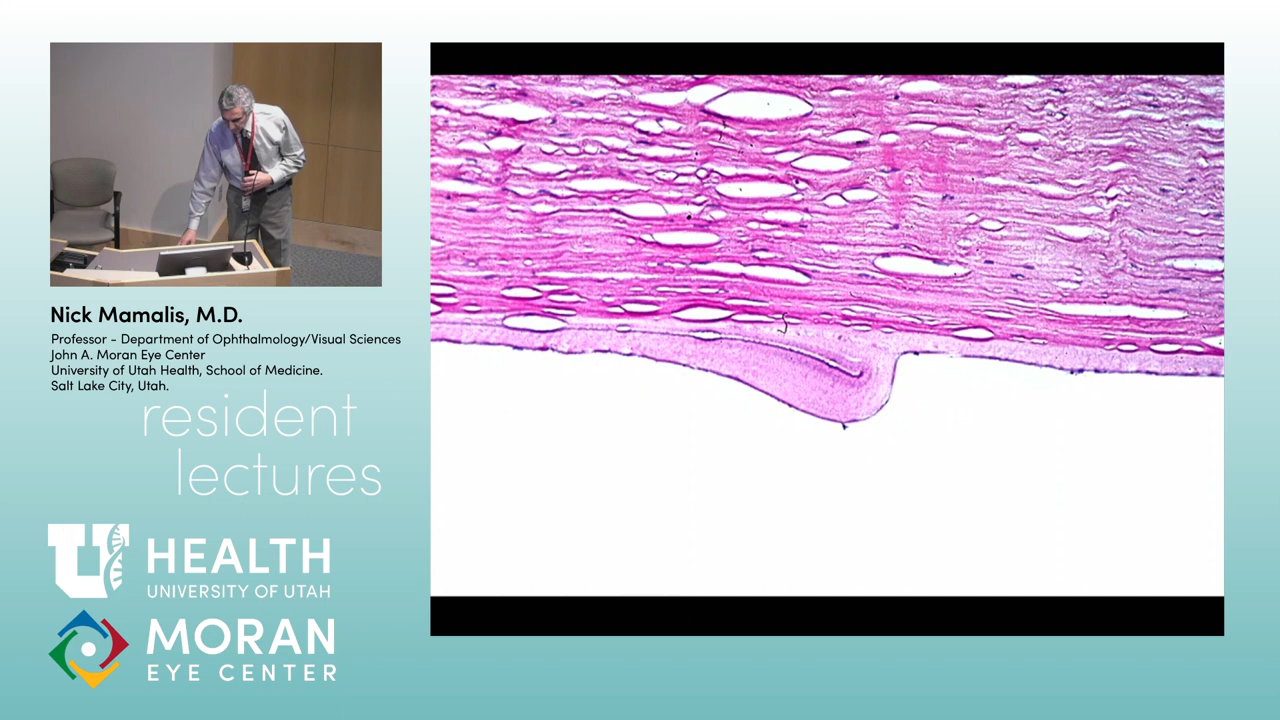 Nick Mamalis, M.D.
Professor - Department of Ophthalmology/Visual Sciences
John A. Moran Eye Center
University of Utah Health, School of Medicine.
Salt Lake City, Utah.
resident
lectures
U HEALTH
UNIVERSITY OF UTAH
MORAN
EYE CENTER